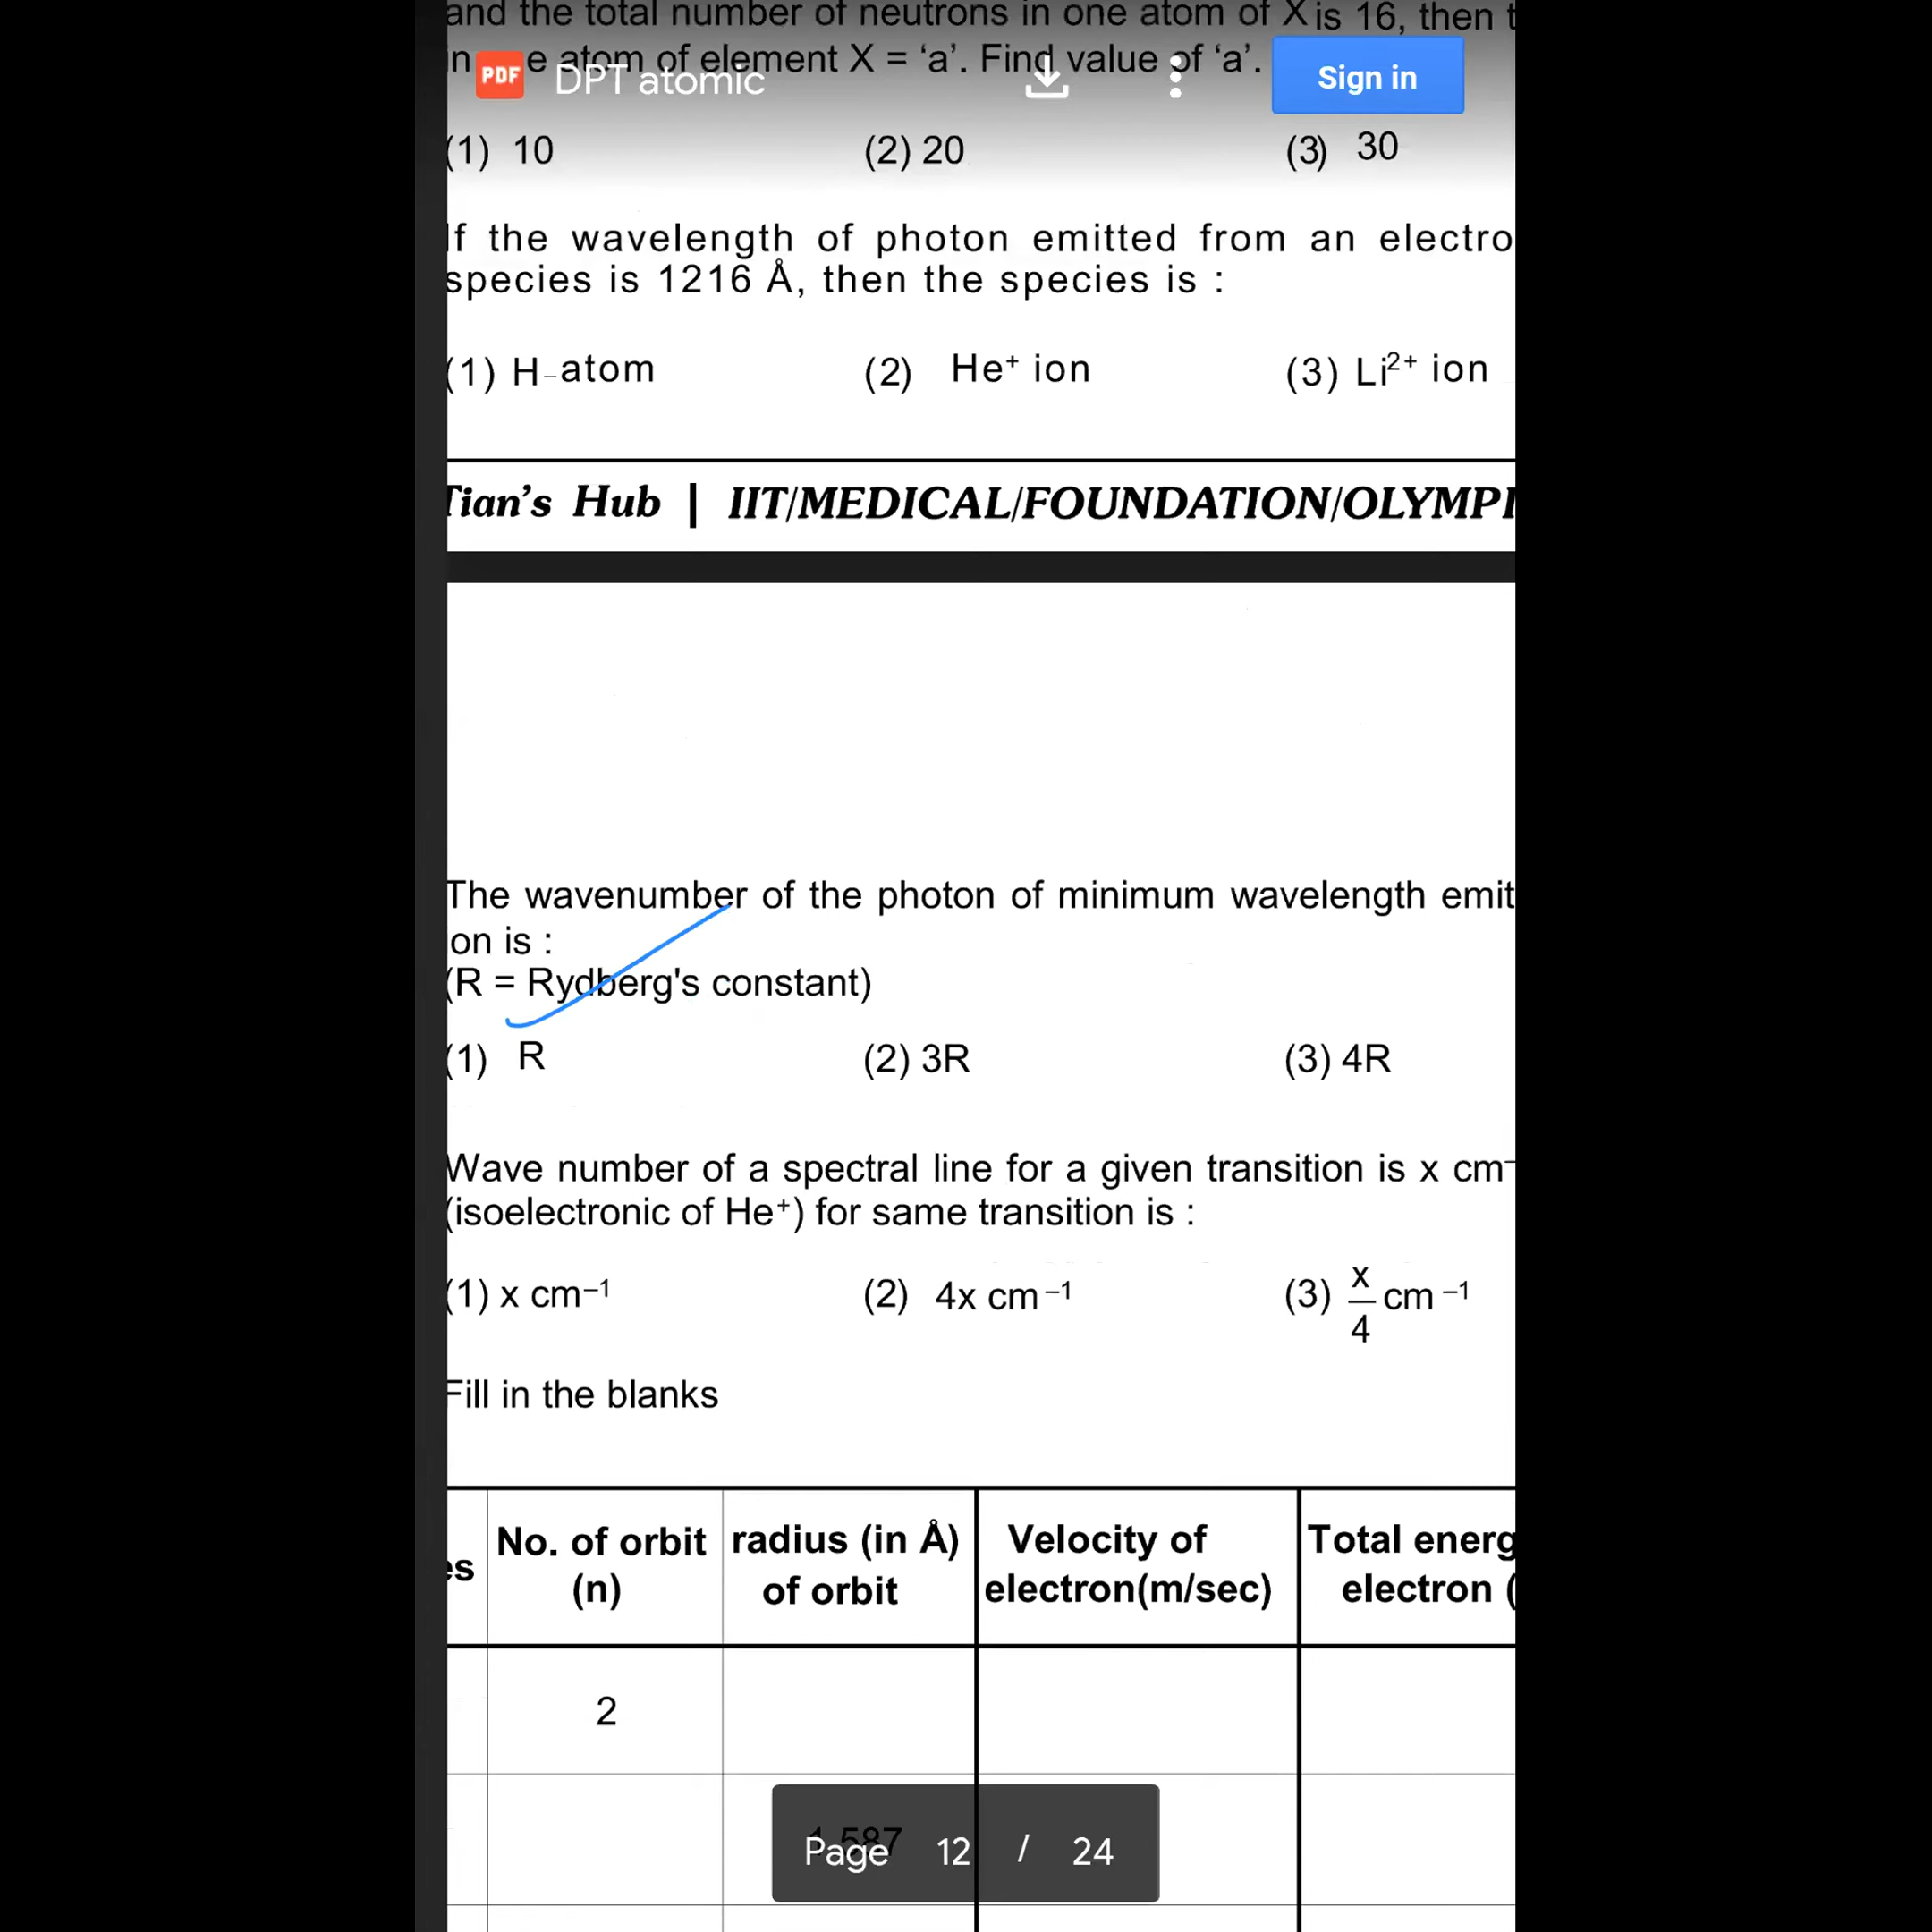 and the total number of neutrons in one atom of X is 16, then t
in e atom of element X = ‘a’. Find value of ‘a’.
PDF DPT atomic Sign in
(1) 10 (2) 20 (3) 30
If the wavelength of photon emitted from an electro
species is 1216 Å, then the species is :
(1) H–atom (2) He⁺ ion (3) Li²⁺ ion
Tian’s Hub | IIT/MEDICAL/FOUNDATION/OLYMPI
The wavenumber of the photon of minimum wavelength emit
on is :
(R = Rydberg's constant)
(1) R (2) 3R (3) 4R
Wave number of a spectral line for a given transition is x cm⁻
(isoelectronic of He⁺) for same transition is :
(1) x cm⁻¹ (2) 4x cm⁻¹ (3) x/4 cm⁻¹
Fill in the blanks
es No. of orbit (n) radius (in Å) of orbit Velocity of electron(m/sec) Total energ electron (
2
1.587
Page 12 / 24